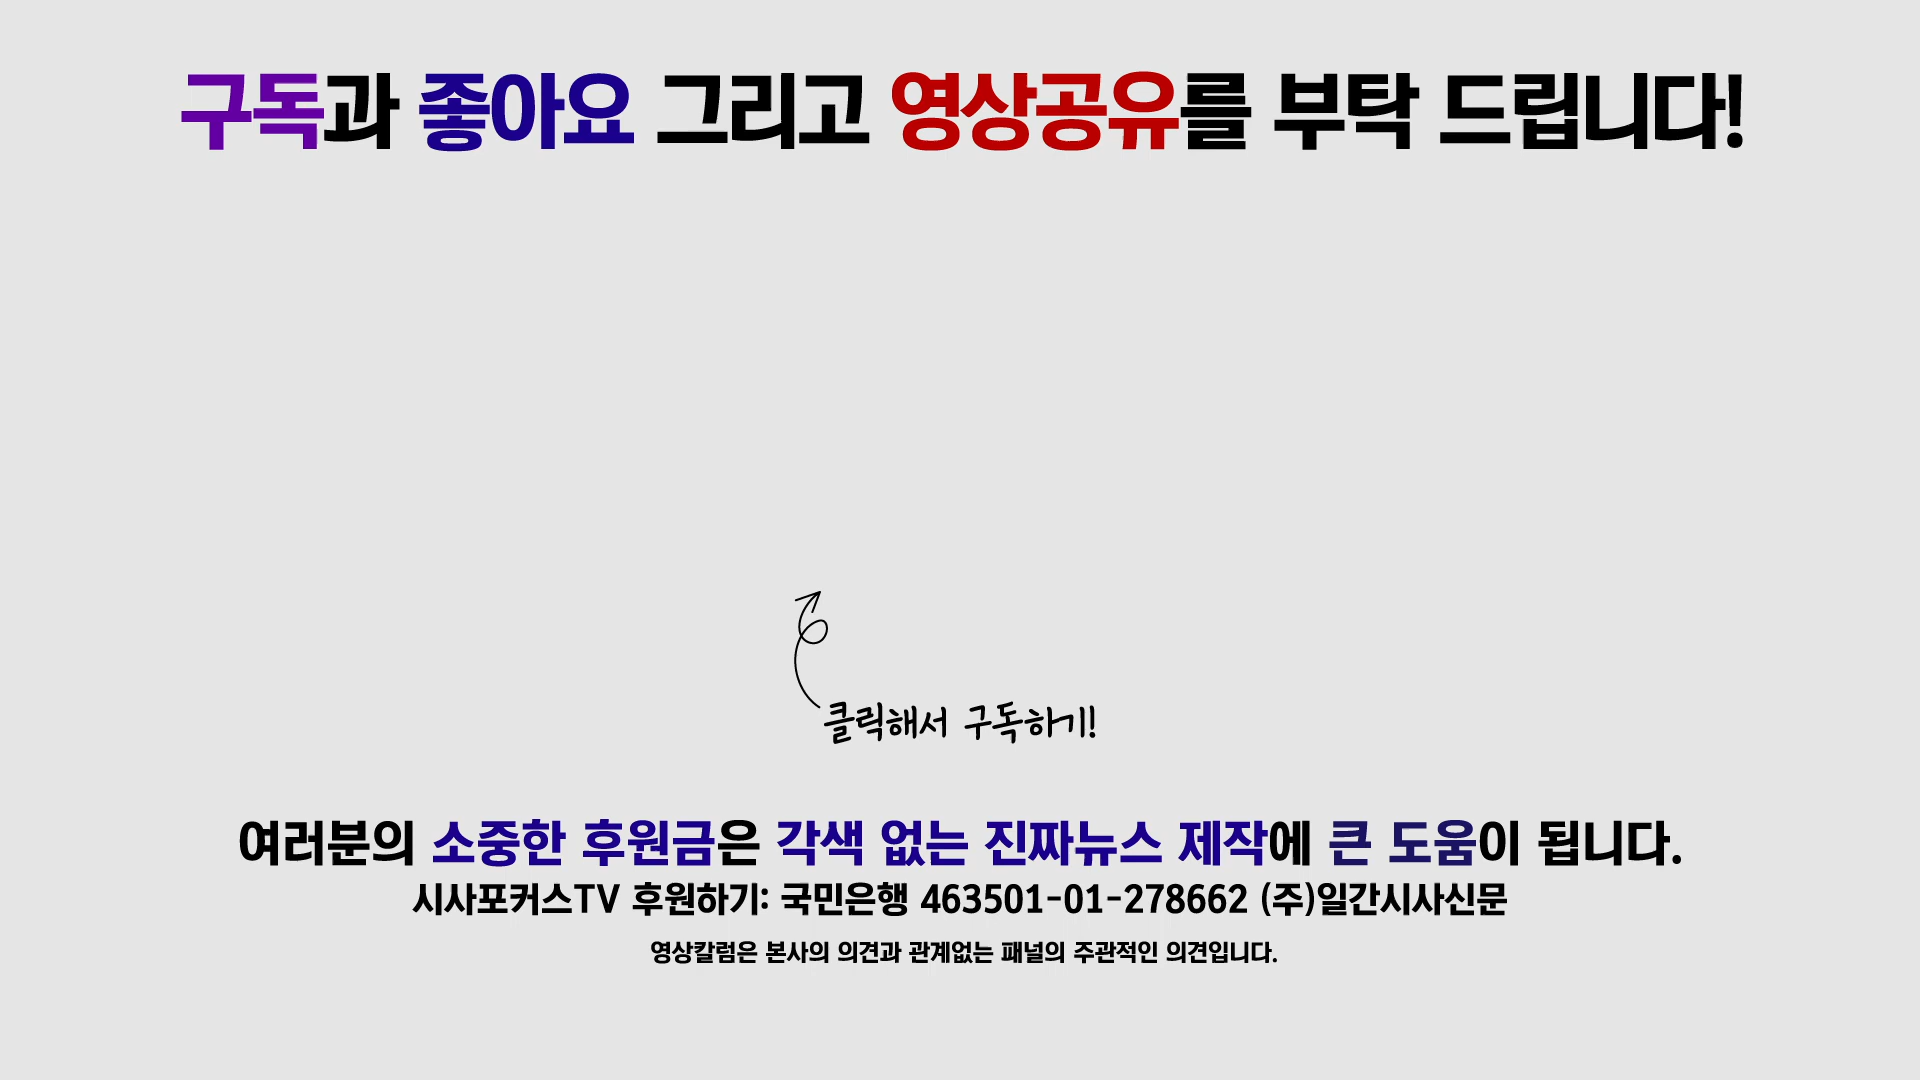 구독과 좋아요 그리고 영상공유를 부탁 드립니다!
클릭해서 구독하기!
여러분의 소중한 후원금은 각색 없는 진짜뉴스 제작에 큰 도움이 됩니다.
시사포커스TV 후원하기: 국민은행 463501-01-278662 (주)일간시사신문
영상칼럼은 본사의 의견과 관계없는 패널의 주관적인 의견입니다.